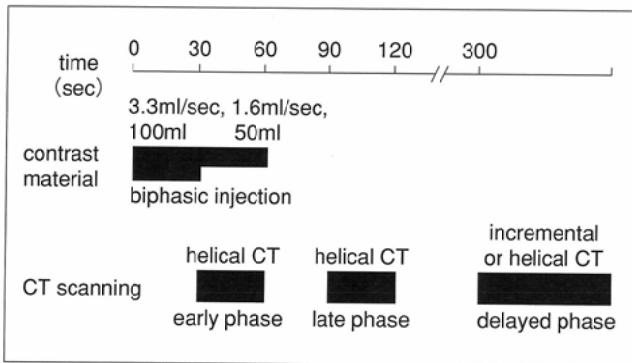 0 30 60 90 120 300
time
(sec)
3.3ml/sec, 1.6ml/sec,
100ml 50ml
contrast
material
biphasic injection
incremental
helical CT helical CT or helical CT
CT scanning
early phase late phase delayed phase